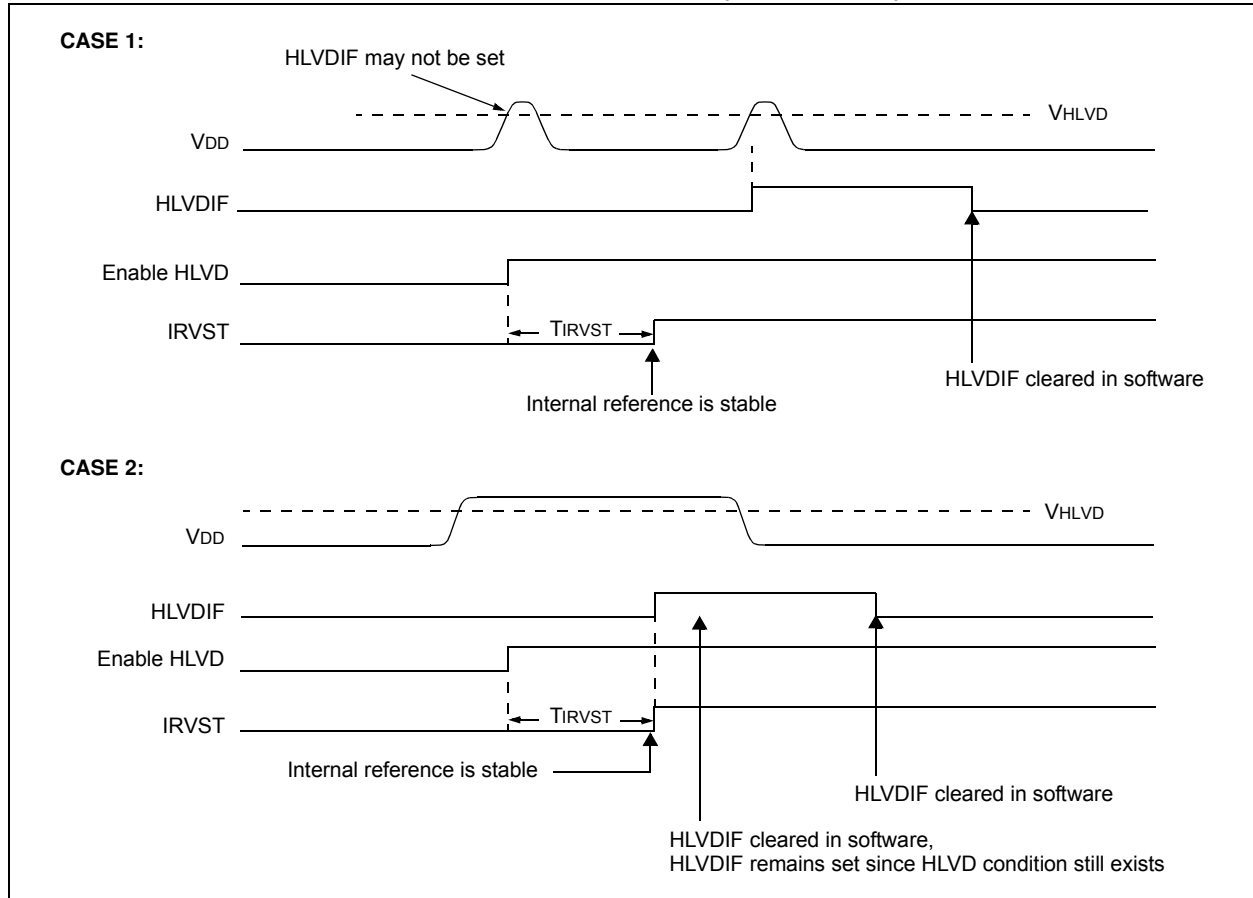 CASE 1:
HLVDIF may not be set
VHLVD
VDD
HLVDIF
Enable HLVD
TIRVST
IRVST
HLVDIF cleared in software
Internal reference is stable
CASE 2:
VHLVD
VDD
HLVDIF
Enable HLVD
TIRVST
IRVST
Internal reference is stable
HLVDIF cleared in software
HLVDIF cleared in software,
HLVDIF remains set since HLVD condition still exists